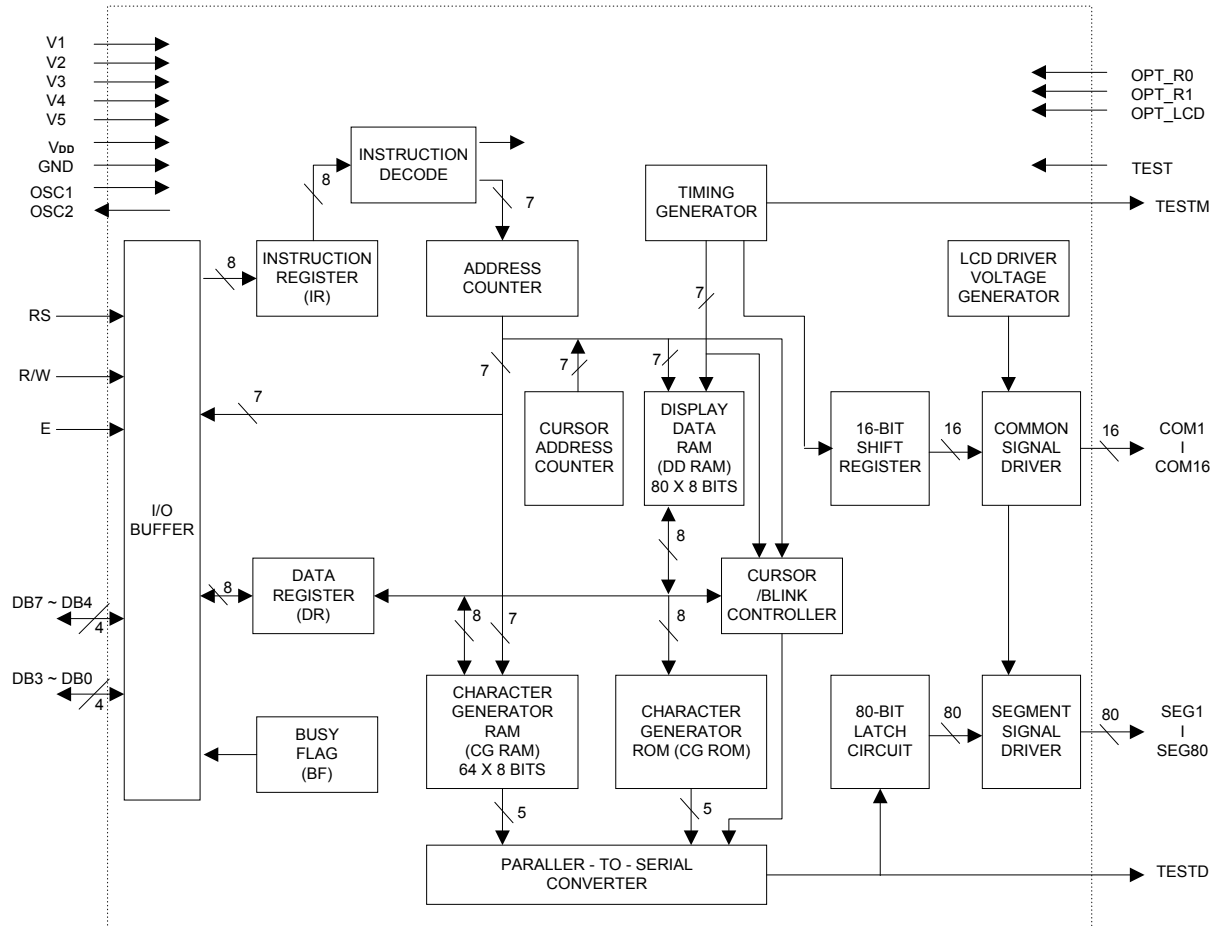 V1
V2
V3
V4
V5
VDD
GND
OSC1
OSC2
OPT_R0
OPT_R1
OPT_LCD
TEST
TESTM
INSTRUCTION
DECODE
8
7
TIMING
GENERATOR
8
INSTRUCTION
REGISTER
(IR)
ADDRESS
COUNTER
LCD DRIVER
VOLTAGE
GENERATOR
7
RS
R/W
E
7
7
7
7
CURSOR
ADDRESS
COUNTER
DISPLAY
DATA
RAM
(DD RAM)
80 X 8 BITS
16-BIT
SHIFT
REGISTER
16
COMMON
SIGNAL
DRIVER
16
COM1
I
COM16
I/O
BUFFER
8
8
DATA
REGISTER
(DR)
CURSOR
/BLINK
CONTROLLER
DB7 ~ DB4
4
8
7
8
DB3 ~ DB0
4
BUSY
FLAG
(BF)
CHARACTER
GENERATOR
RAM
(CG RAM)
64 X 8 BITS
CHARACTER
GENERATOR
ROM (CG ROM)
80-BIT
LATCH
CIRCUIT
80
SEGMENT
SIGNAL
DRIVER
80
SEG1
I
SEG80
5
5
PARALLER - TO - SERIAL
CONVERTER
TESTD